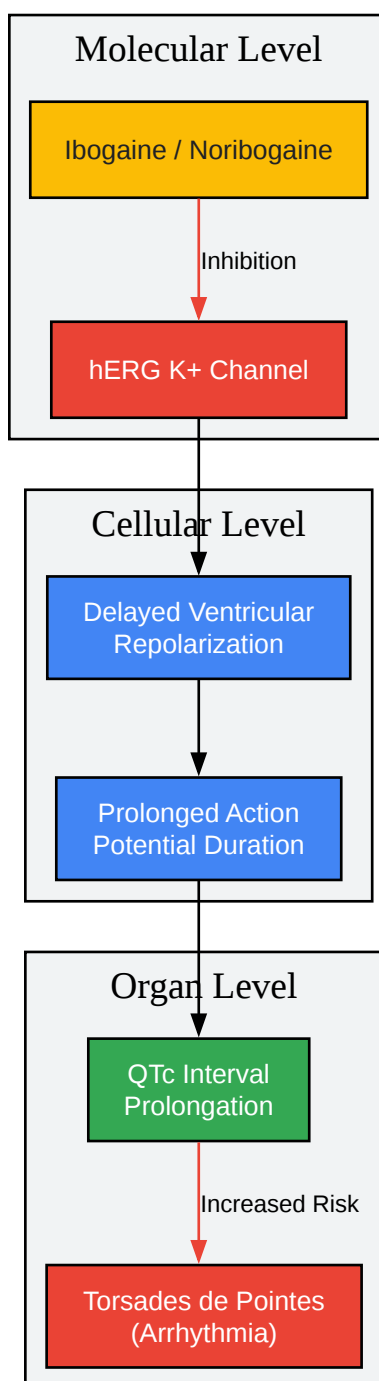 Molecular Level
Ibogaine / Noribogaine
Inhibition
hERG K+ Channel
Cellular Level
Delayed Ventricular
Repolarization
Prolonged Action
Potential Duration
Organ Level
QTc Interval
Prolongation
Increased Risk
Torsades de Pointes
(Arrhythmia)